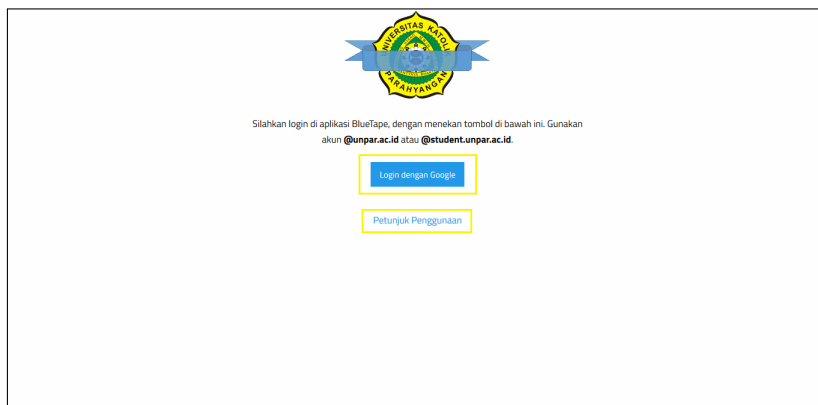 UNIVERSITAS KATOLIK
PARAHYANGAN
Silahkan login di aplikasi BlueTape, dengan menekan tombol di bawah ini. Gunakan
akun @unpar.ac.id atau @student.unpar.ac.id.
Login dengan Google
Petunjuk Penggunaan